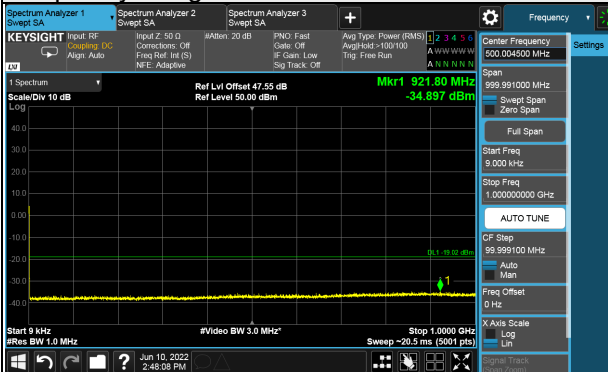 Spectrum Analyzer 1
Swept SA
Spectrum Analyzer 2
Swept SA
Spectrum Analyzer 3
Swept SA
+
Frequency
KEYSIGHT
Input: RF
Coupling: DC
Align: Auto
Input Z: 50 Ω
Corrections: Off
Freq Ref: Int (S)
NFE: Adaptive
#Atten: 20 dB
PNO: Fast
Gate: Off
IF Gain: Low
Sig Track: Off
Avg Type: Power (RMS)
Avg|Hold:>100/100
Trig: Free Run
1 2 3 4 5 6
A W W W W W
A N N N N N
LXI
1 Spectrum
Scale/Div 10 dB
Log
Ref Lvl Offset 47.55 dB
Ref Level 50.00 dBm
Mkr1 921.80 MHz
-34.897 dBm
40.0
30.0
20.0
10.0
0.00
-10.0
-20.0
-30.0
-40.0
DL1 -19.02 dBm
1
Start 9 kHz
#Res BW 1.0 MHz
#Video BW 3.0 MHz*
Stop 1.0000 GHz
Sweep ~20.5 ms (5001 pts)
Center Frequency
500.004500 MHz
Settings
Span
999.991000 MHz
Swept Span
Zero Span
Full Span
Start Freq
9.000 kHz
Stop Freq
1.000000000 GHz
AUTO TUNE
CF Step
99.999100 MHz
Auto
Man
Freq Offset
0 Hz
X Axis Scale
Log
Lin
Signal Track
(Span Zoom)
?
Jun 10, 2022
2:48:08 PM